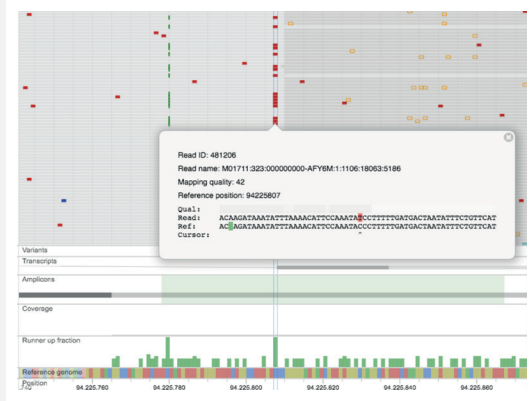 Read ID: 481206
Read name: M01711:323:000000000-AFY6M:1:1106:18063:5186
Mapping quality: 42
Reference position: 94225807
Qual:
Read: ACAAGATAAATATTTAAAACATTCCAAATATCCTTTTTGATGACTAATATTTCTGTTCAT
Ref: ACGAGATAAATATTTAAAACATTCCAAATACCCTTTTTGATGACTAATATTTCTGTTCAT
Cursor: ^
Variants
Transcripts
Amplicons
Coverage
Runner up fraction
Reference genome
Position
94.225.760 94.225.780 94.225.800 94.225.820 94.225.840 94.225.860